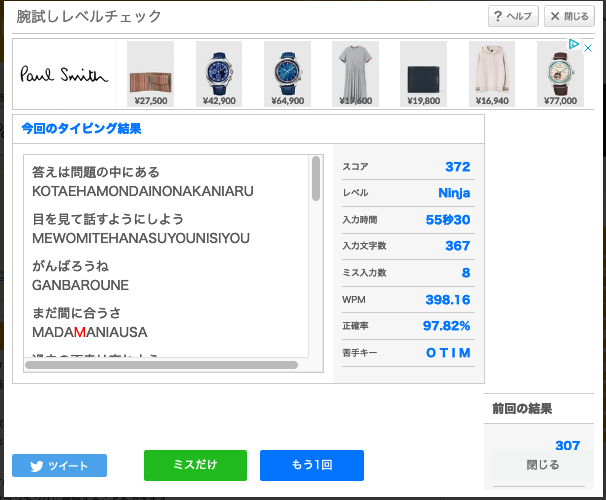 腕試しレベルチェック
? ヘルプ
× 閉じる
Paul Smith
¥27,500
¥42,900
¥64,900
¥17,600
¥19,800
¥16,940
¥77,000
今回のタイピング結果
答えは問題の中にある
KOTAEHAMONDAINONAKANIARU
目を見て話すようにしよう
MEWOMITEHANASUYOUNISIYOU
がんばろうね
GANBAROUNE
まだ間に合うさ
MADAMANIAUSA
スコア 372
レベル Ninja
入力時間 55秒30
入力文字数 367
ミス入力数 8
WPM 398.16
正確率 97.82%
苦手キー O T I M
前回の結果
307
閉じる
ツイート
ミスだけ
もう1回